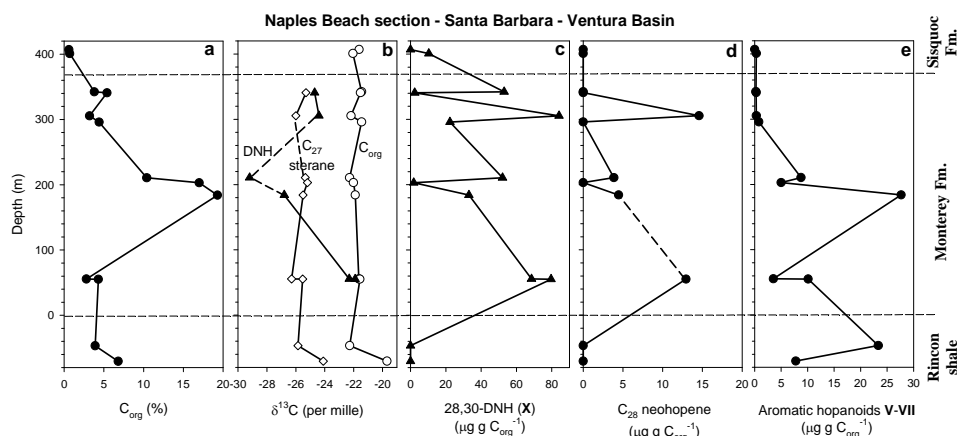 Naples Beach section - Santa Barbara - Ventura Basin
a
b
c
d
e
Sisquoc Fm.
Monterey Fm.
Rincon shale
Depth (m)
400
300
200
100
0
DNH
C27 sterane
Corg
0 5 10 15 20
-30 -28 -26 -24 -22 -20
0 20 40 60 80
0 5 10 15 20
0 5 10 15 20 25 30
Corg (%)
δ13C (per mille)
28,30-DNH (X)
(μg g Corg-1)
C28 neohopene
(μg g Corg-1)
Aromatic hopanoids V-VII
(μg g Corg-1)